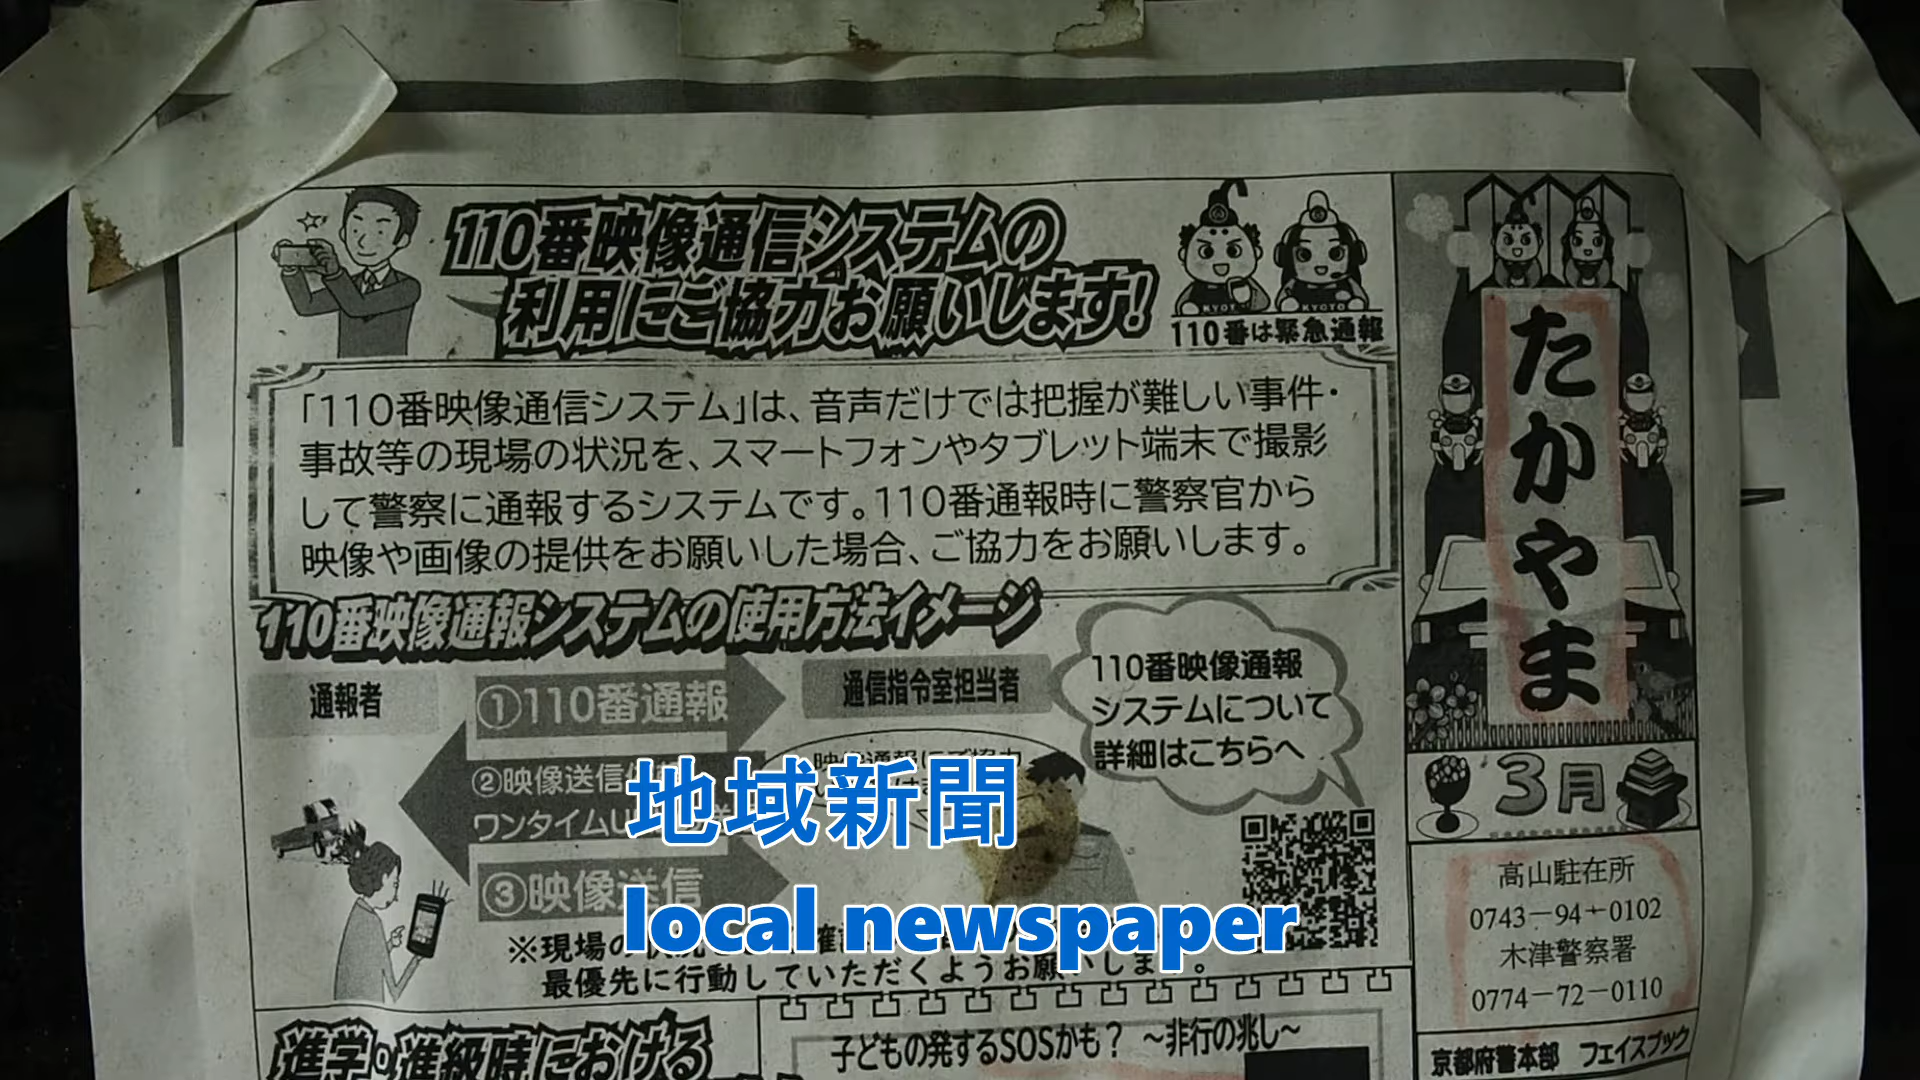 110番映像通信システムの
利用にご協力お願いします!
KYOTO KYOTO
110番は緊急通報
「110番映像通信システム」は、音声だけでは把握が難しい事件・
事故等の現場の状況を、スマートフォンやタブレット端末で撮影
して警察に通報するシステムです。110番通報時に警察官から
映像や画像の提供をお願いした場合、ご協力をお願いします。
110番映像通報システムの使用方法イメージ
通報者
①110番通報
通信指令室担当者
②映像送信
ワンタイムU
③映像送信
110番映像通報
システムについて
詳細はこちらへ
※現場の
最優先に行動していただくようお願いします。
地域新聞
local newspaper
進学・進級時における
子どもの発するSOSかも? ~非行の兆し~
たかやま
3月
高山駐在所
0743-94-0102
木津警察署
0774-72-0110
京都府警本部 フェイスブック